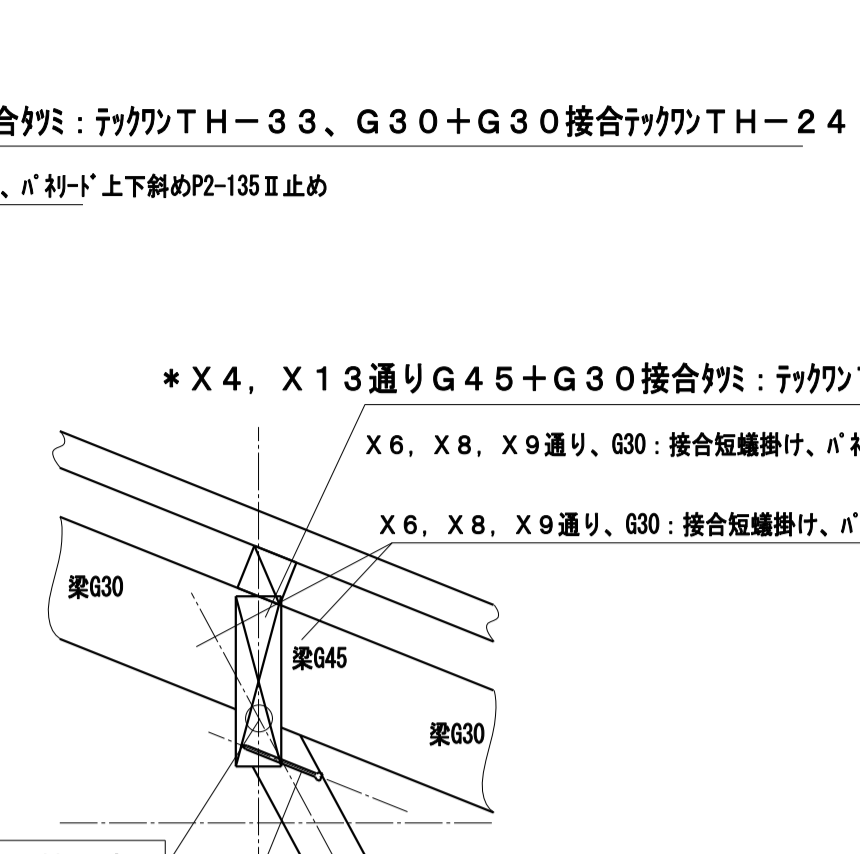 合ﾀﾂﾐ：ﾃｯｸﾜﾝＴＨ－３３、Ｇ３０＋Ｇ３０接合ﾃｯｸﾜﾝＴＨ－２４
、ﾊﾟﾈﾘｰﾄﾞ上下斜めP2-135Ⅱ止め
＊Ｘ４，Ｘ１３通りＧ４５＋Ｇ３０接合ﾀﾂﾐ：ﾃｯｸﾜﾝ
Ｘ６，Ｘ８，Ｘ９通り、G30：接合短蟻掛け、ﾊﾟﾈ
Ｘ６，Ｘ８，Ｘ９通り、G30：接合短蟻掛け、ﾊﾟ
梁G30
梁G45
梁G30